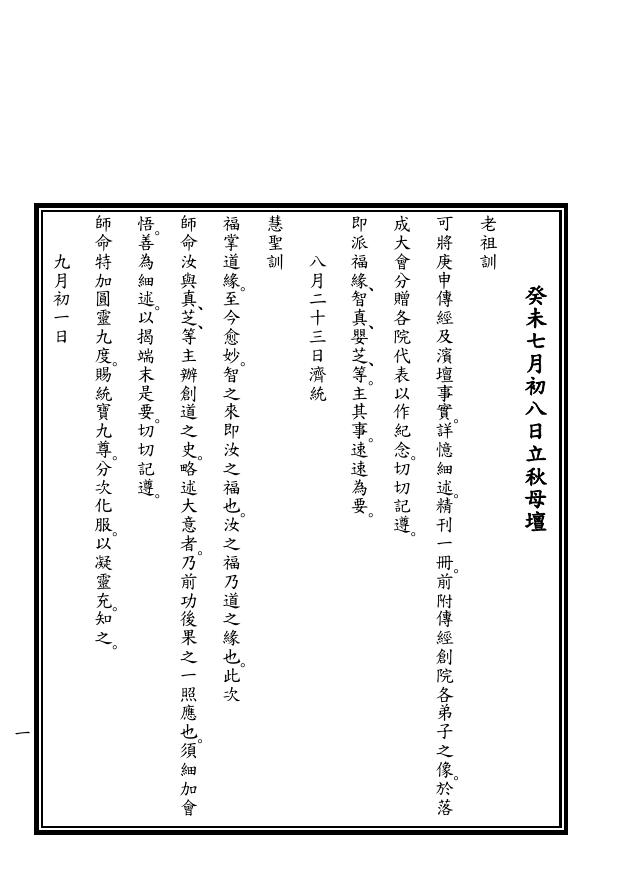 癸未七月初八日立秋母壇
老祖訓
可將庚申傳經及濱壇事實。詳憶細述。精刊一冊。前附傳經創院各弟子之像。於落
成大會分贈各院代表以作紀念。切切記遵。
即派福緣、智真、嬰芝、等。主其事。速速為要。
八月二十三日濟統
慧聖訓
福掌道緣。至今愈妙。智之來即汝之福也。汝之福乃道之緣也。此次
師命汝與真、芝、等主辦創道之史。略述大意者。乃前功後果之一照應也。須細加會
悟。善為細述。以揭端末是要。切切記遵。
師命特加圓靈九度。賜統寶九尊。分次化服。以凝靈充。知之。
九月初一日
一